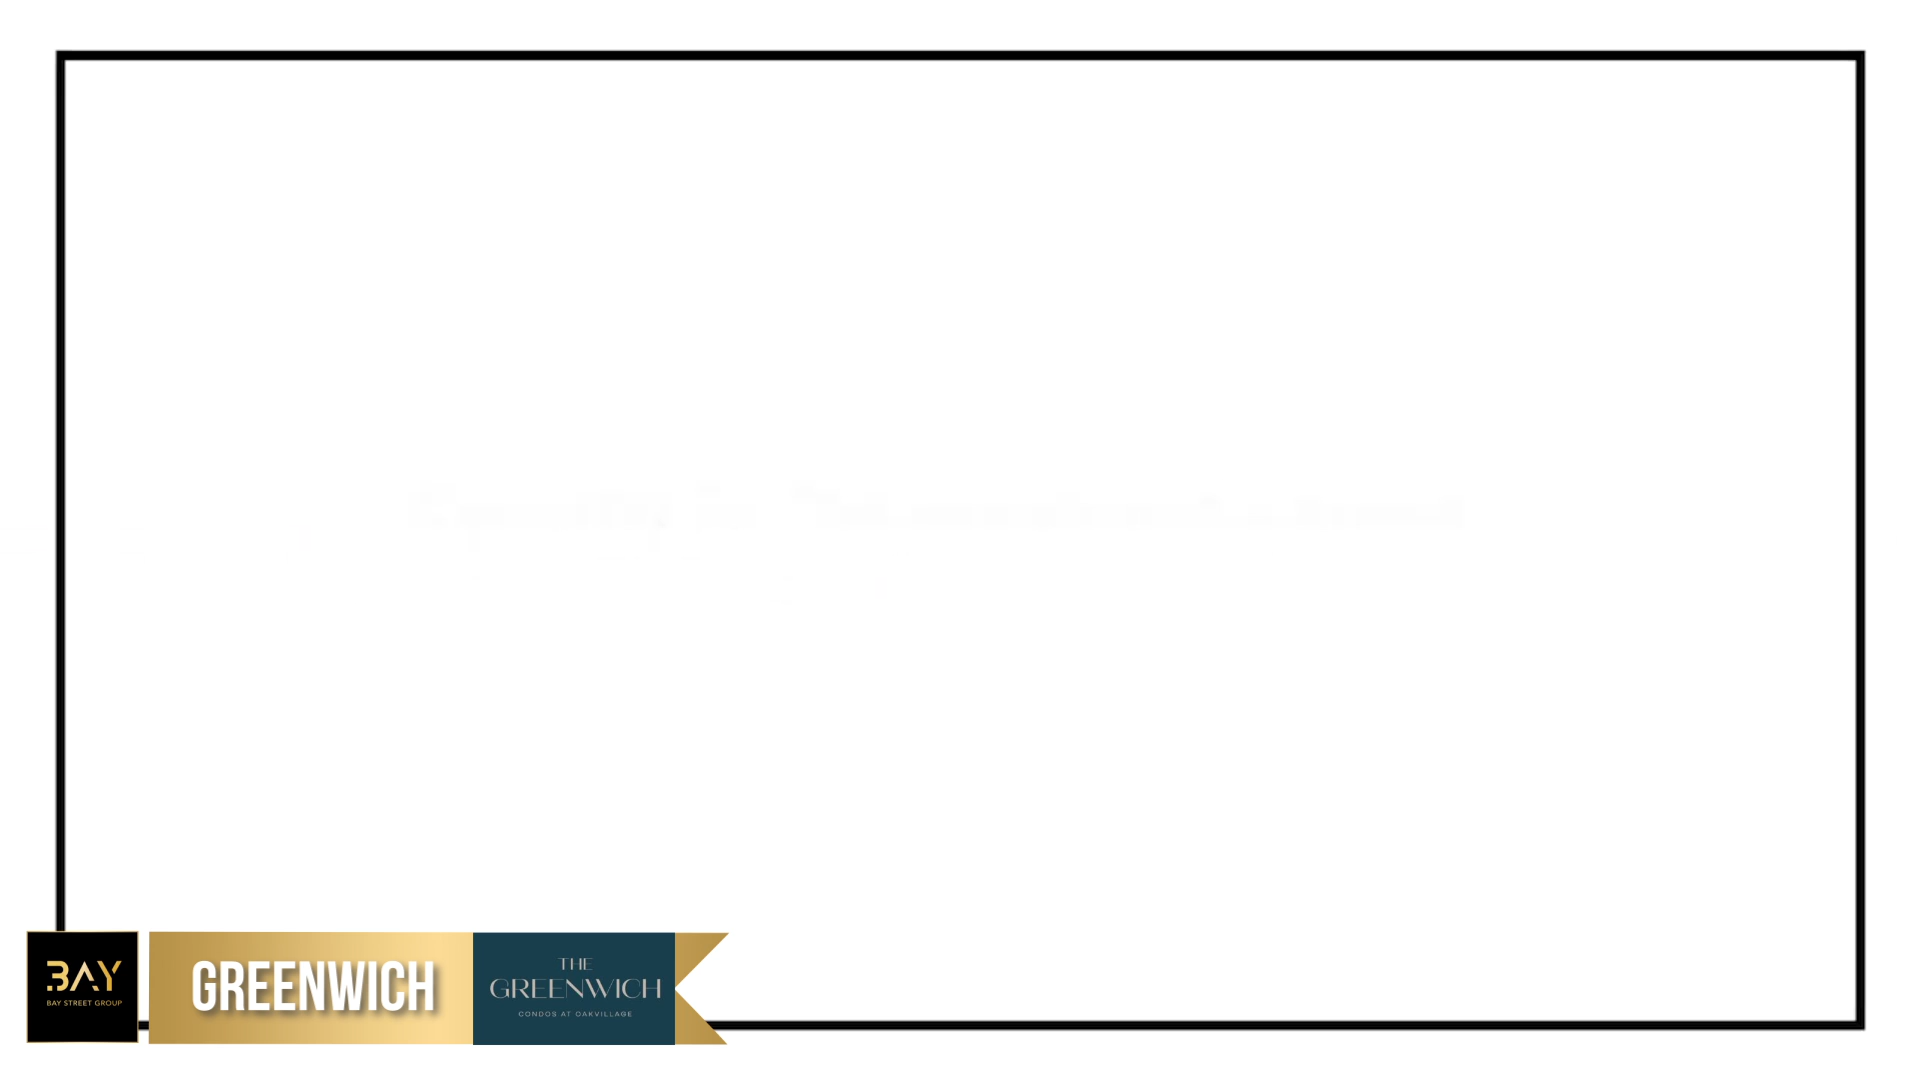 BAY
BAY STREET GROUP
GREENWICH
THE
GREENWICH
CONDOS AT OAKVILLAGE